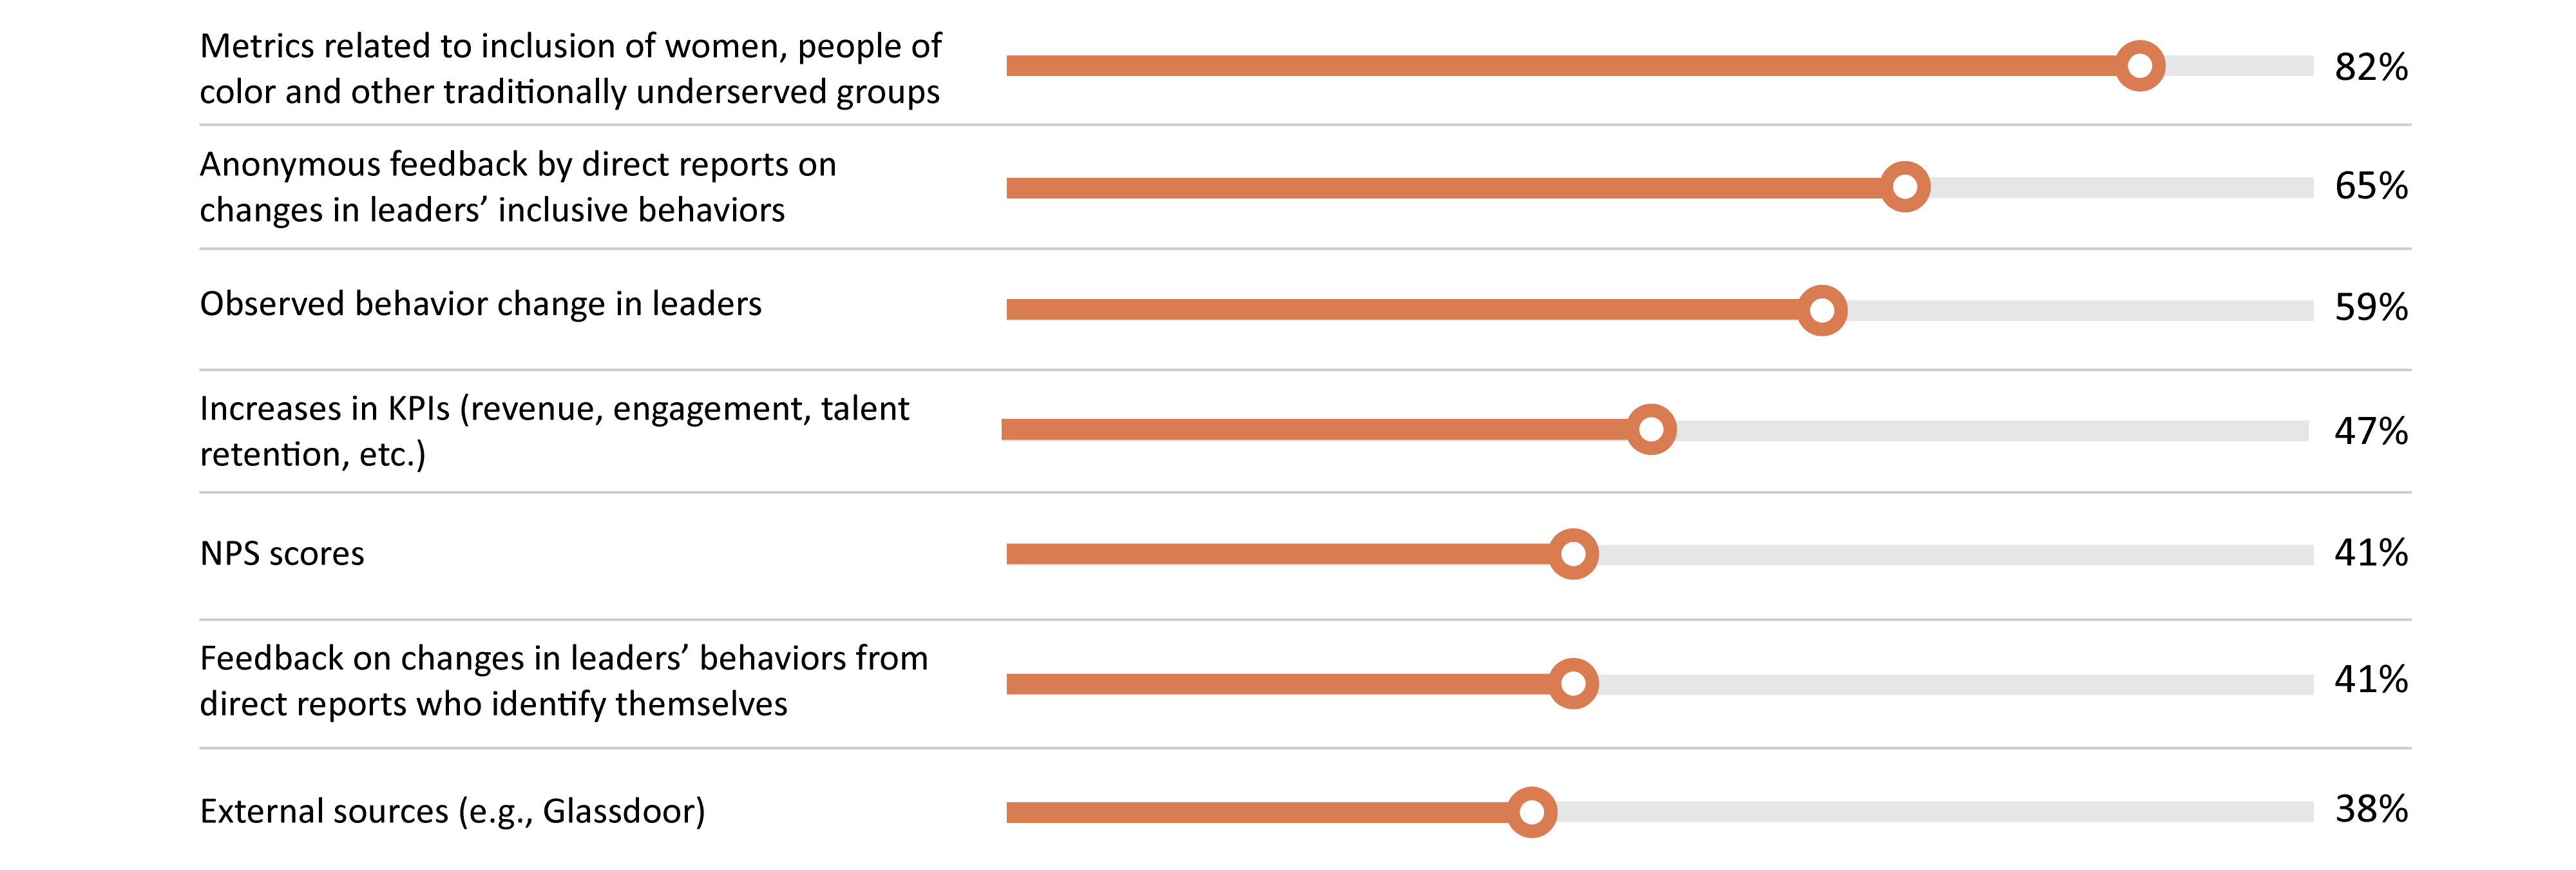 Metrics related to inclusion of women, people of
color and other traditionally underserved groups
82%
Anonymous feedback by direct reports on
changes in leaders’ inclusive behaviors
65%
Observed behavior change in leaders
59%
Increases in KPIs (revenue, engagement, talent
retention, etc.)
47%
NPS scores
41%
Feedback on changes in leaders’ behaviors from
direct reports who identify themselves
41%
External sources (e.g., Glassdoor)
38%